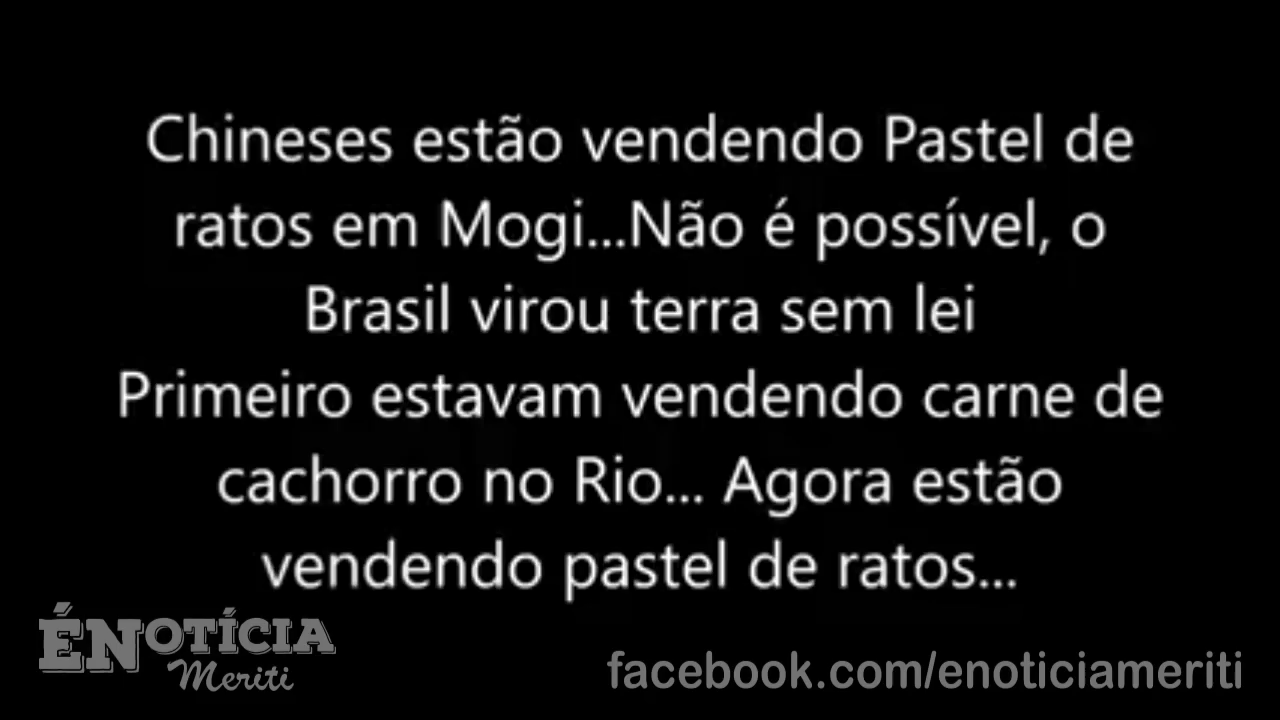 Chineses estão vendendo Pastel de
ratos em Mogi...Não é possível, o
Brasil virou terra sem lei
Primeiro estavam vendendo carne de
cachorro no Rio... Agora estão
vendendo pastel de ratos...
ÉNOTÍCIA
Meriti
facebook.com/enoticiameriti